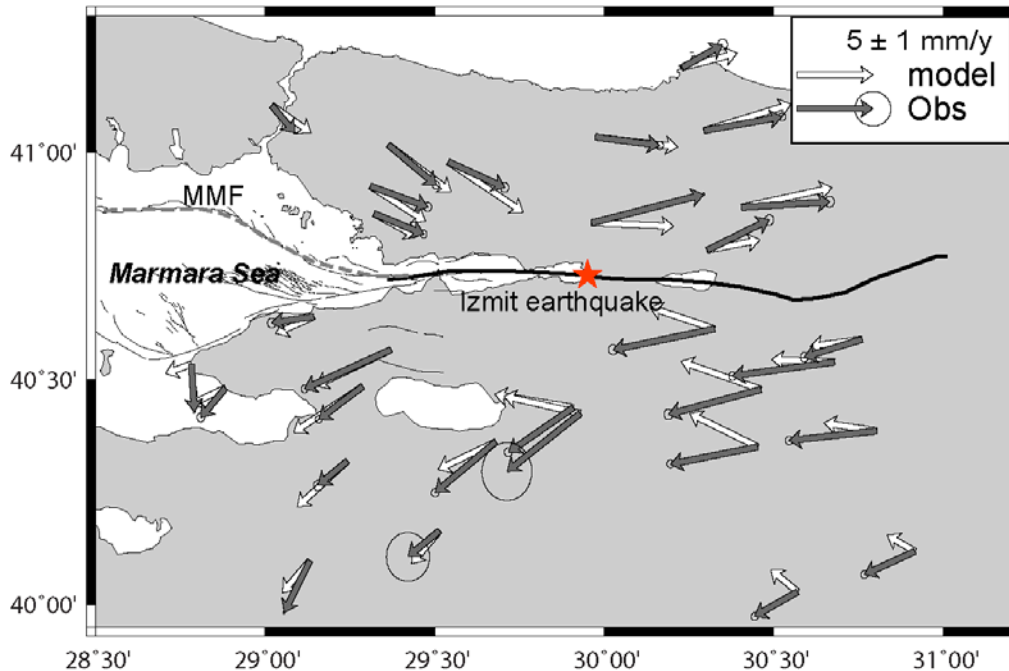 5 ± 1 mm/y
model
Obs
41°00'
MMF
Marmara Sea
Izmit earthquake
40°30'
40°00'
28°30'
29°00'
29°30'
30°00'
30°30'
31°00'